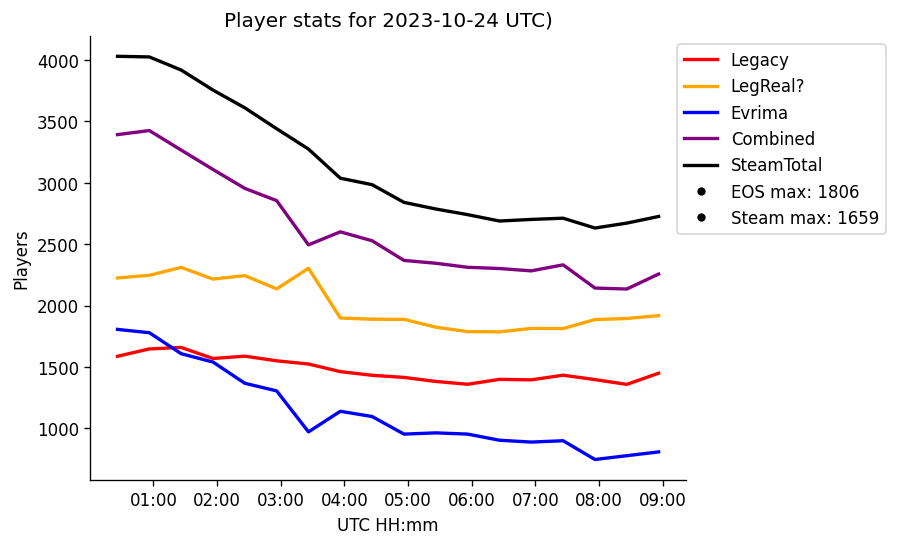 Player stats for 2023-10-24 UTC)
Players
4000
3500
3000
2500
2000
1500
1000
01:00 02:00 03:00 04:00 05:00 06:00 07:00 08:00 09:00
UTC HH:mm
Legacy
LegReal?
Evrima
Combined
SteamTotal
EOS max: 1806
Steam max: 1659